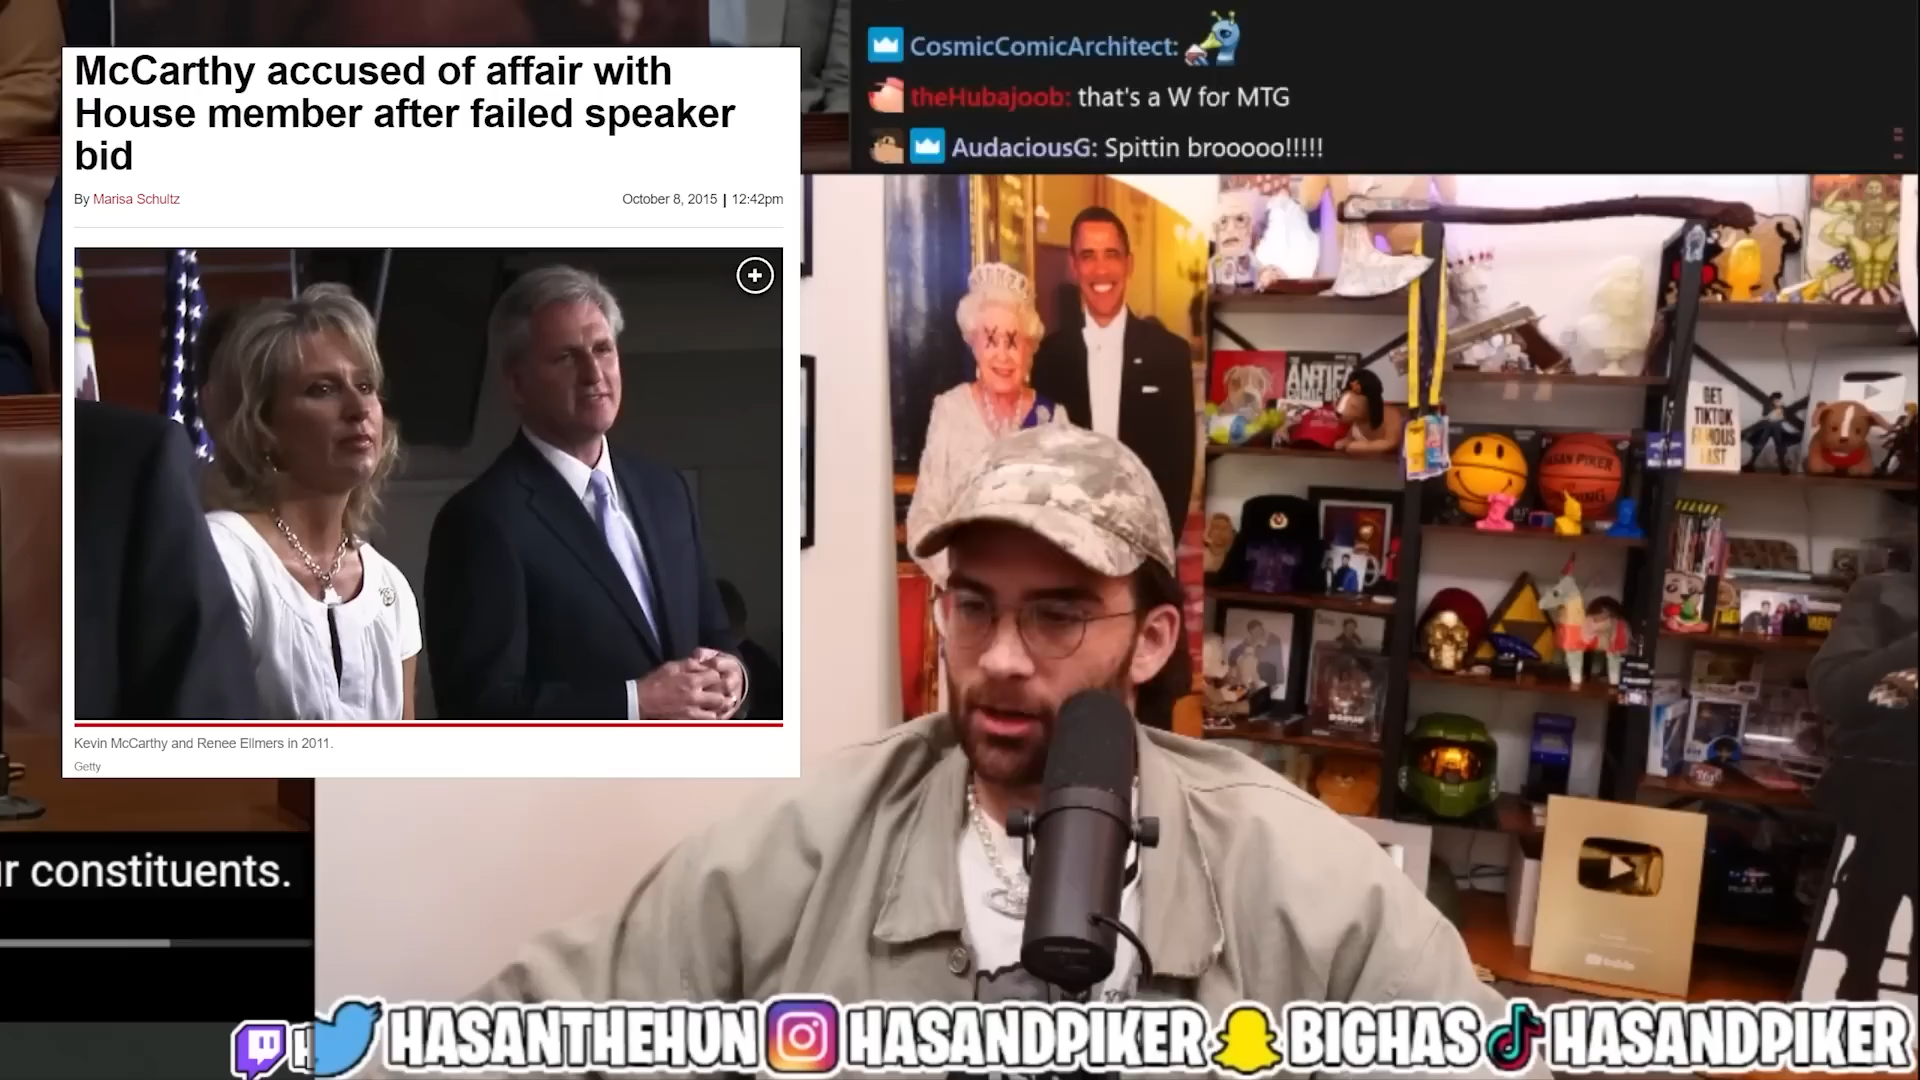 McCarthy accused of affair with
House member after failed speaker
bid
By Marisa Schultz
October 8, 2015 | 12:42pm
Kevin McCarthy and Renee Ellmers in 2011.
Getty
CosmicComicArchitect:
theHubajoob: that's a W for MTG
AudaciousG: Spittin brooooo!!!!!
ANTIFA
GET
TIKTOK
FAMOUS
FAST
HASAN PIKER
r constituents.
H
HASANTHEHUN
HASANDPIKER
BIGHAS
HASANDPIKER